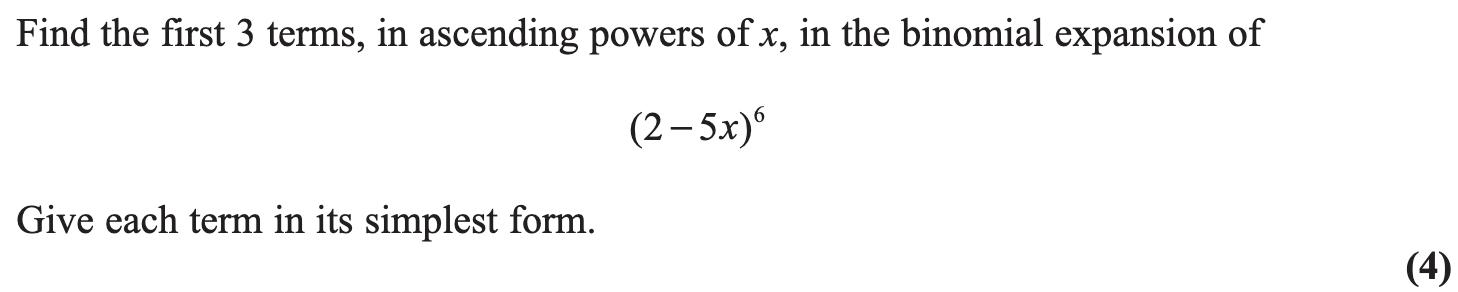 Find the first 3 terms, in ascending powers of x, in the binomial expansion of
(2 − 5x)⁶
Give each term in its simplest form.
(4)